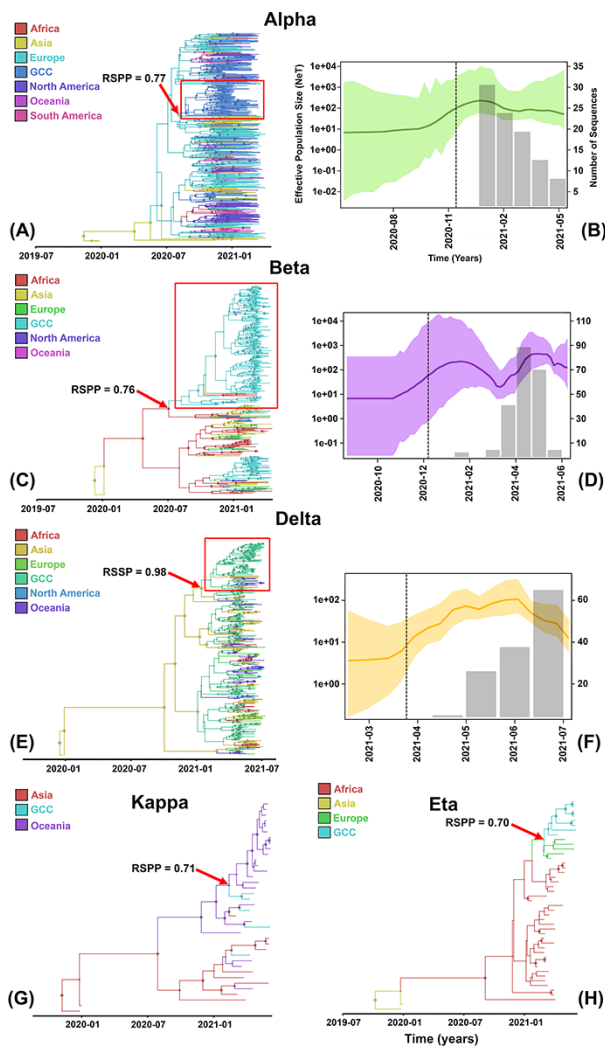 Alpha
Africa
Asia
Europe
GCC
North America
Oceania
South America
RSPP = 0.77
(A)
2019-07 2020-01 2020-07 2021-01
Effective Population Size (NeT)
1e+04
1e+03
1e+02
1e+01
1e+00
1e-01
1e-02
35
30
25
20
15
10
5
Number of Sequences
2020-08 2020-11 2021-02 2021-05
Time (Years)
(B)
Beta
Africa
Asia
Europe
GCC
North America
Oceania
RSPP = 0.76
(C)
2019-07 2020-01 2020-07 2021-01
1e+04
1e+03
1e+02
1e+01
1e+00
1e-01
110
90
70
50
30
10
2020-10 2020-12 2021-02 2021-04 2021-06
(D)
Delta
Africa
Asia
Europe
GCC
North America
Oceania
RSSP = 0.98
(E)
2020-01 2020-07 2021-01 2021-07
1e+02
1e+01
1e+00
60
40
20
2021-03 2021-04 2021-05 2021-06 2021-07
(F)
Kappa
Asia
GCC
Oceania
RSPP = 0.71
(G)
2020-01 2020-07 2021-01
Eta
Africa
Asia
Europe
GCC
RSPP = 0.70
(H)
2019-07 2020-01 2020-07 2021-01
Time (years)